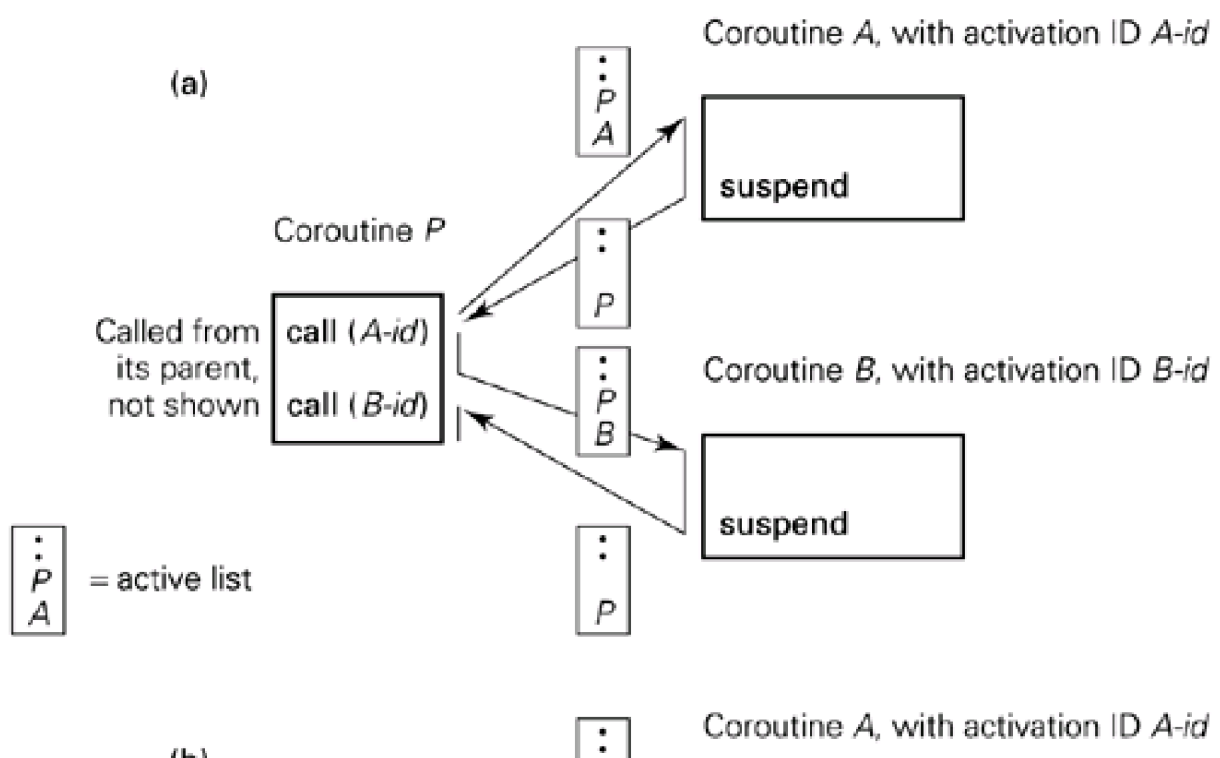 Coroutine A, with activation ID A-id
(a)
⋮
P
A
suspend
Coroutine P
⋮
P
Called from
its parent,
not shown
call (A-id)
call (B-id)
⋮
P
B
Coroutine B, with activation ID B-id
suspend
⋮
P
A
= active list
⋮
P
Coroutine A, with activation ID A-id